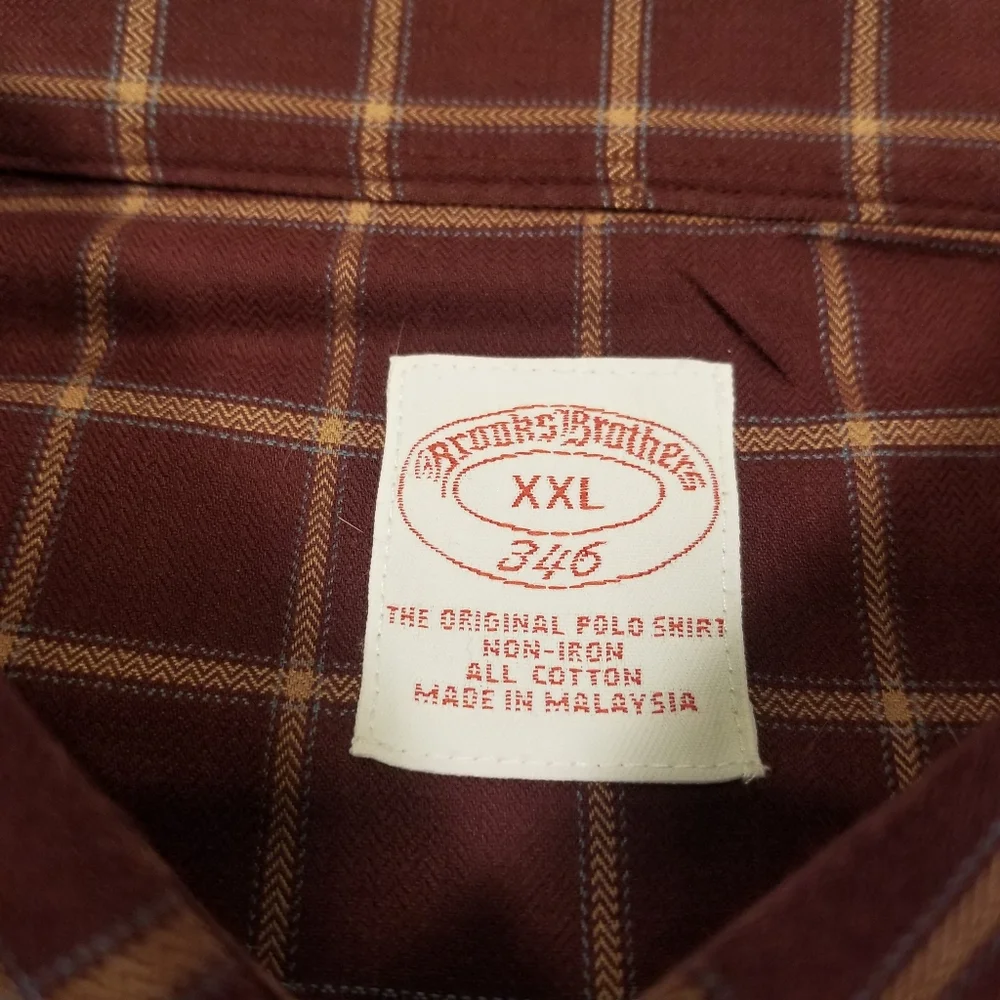 Brooks Brothers
XXL
346
THE ORIGINAL POLO SHIRT
NON-IRON
ALL COTTON
MADE IN MALAYSIA